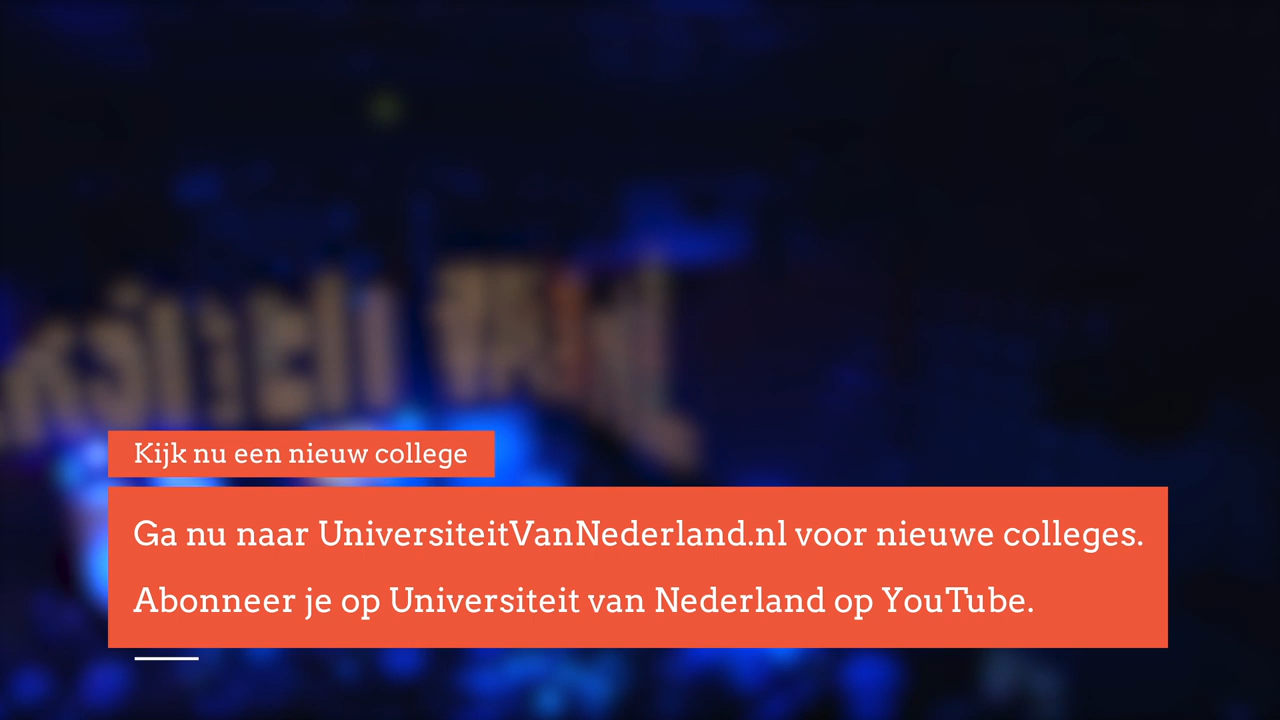 Kijk nu een nieuw college
Ga nu naar UniversiteitVanNederland.nl voor nieuwe colleges.
Abonneer je op Universiteit van Nederland op YouTube.